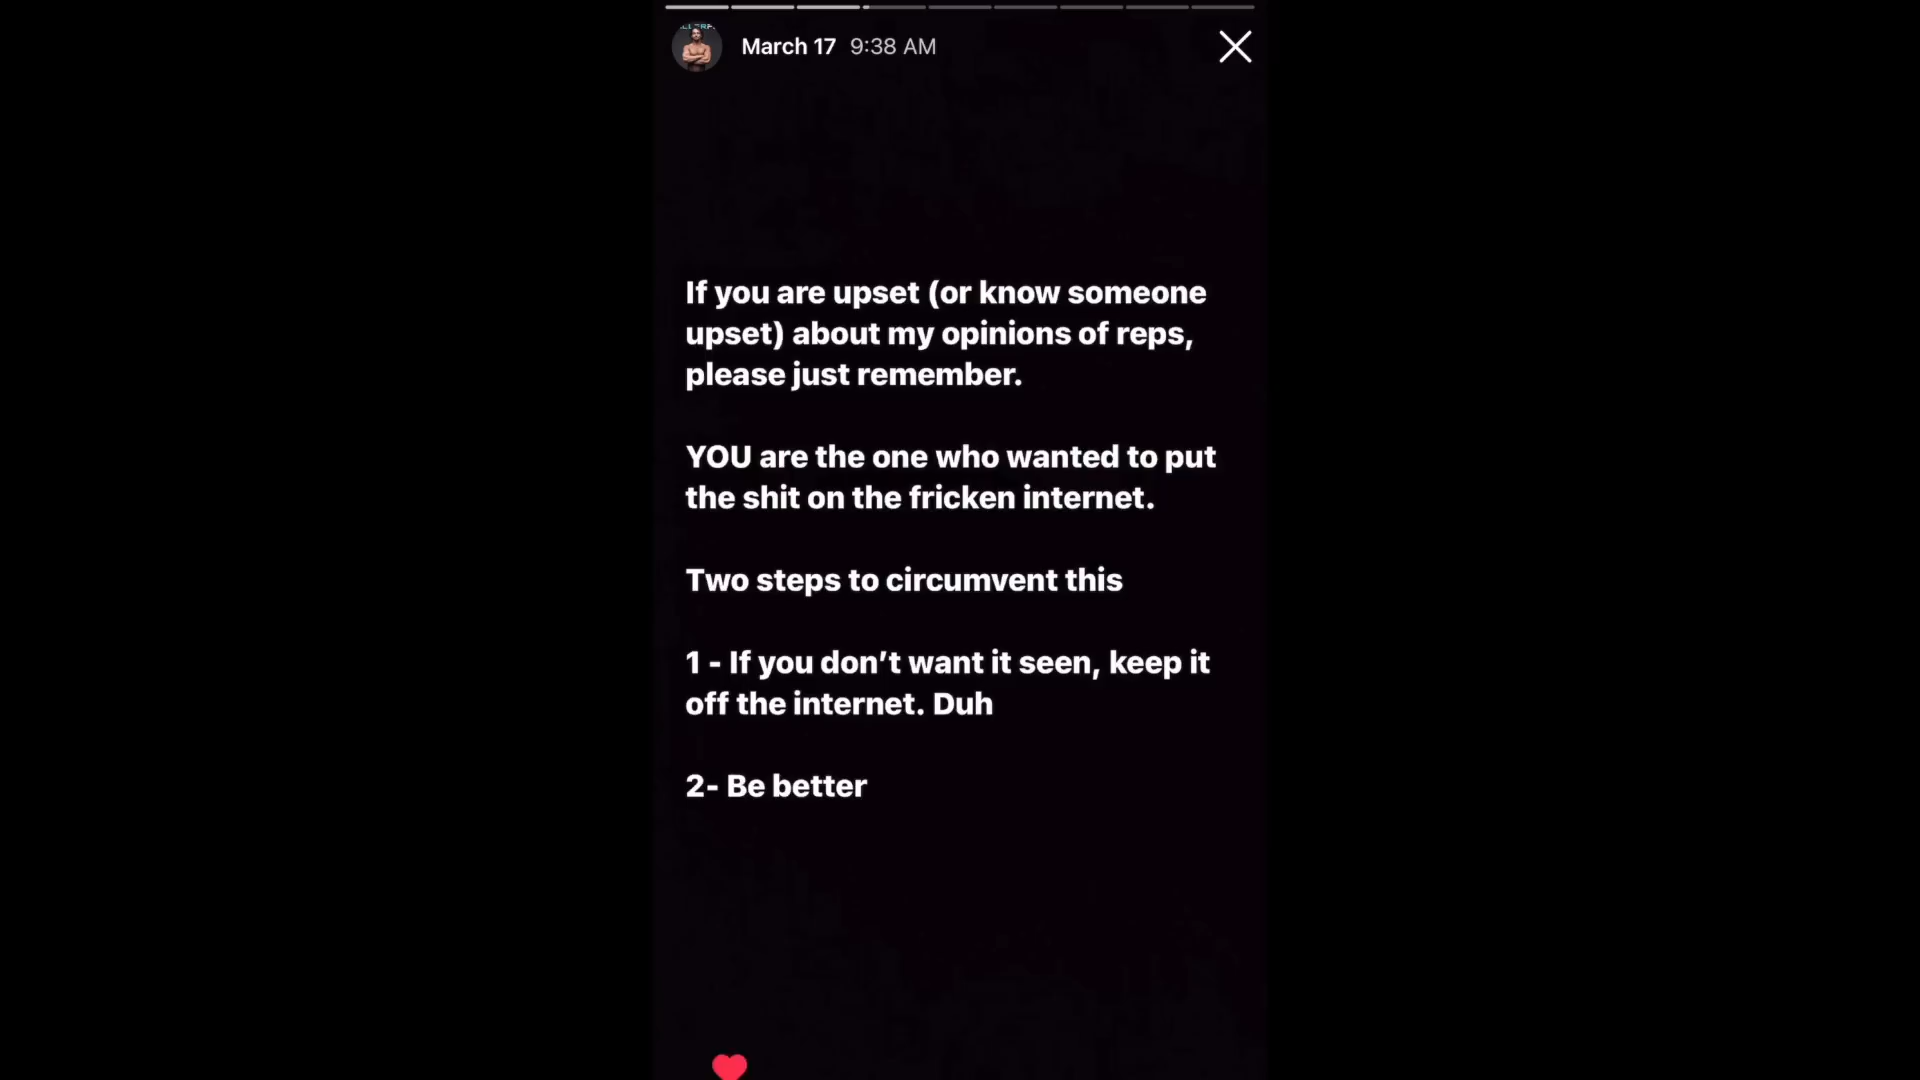 March 17 9:38 AM
If you are upset (or know someone
upset) about my opinions of reps,
please just remember.
YOU are the one who wanted to put
the shit on the fricken internet.
Two steps to circumvent this
1 - If you don’t want it seen, keep it
off the internet. Duh
2- Be better